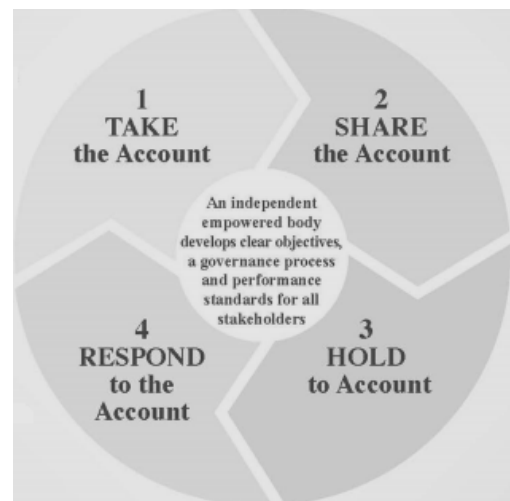 1
TAKE
the Account
2
SHARE
the Account
An independent
empowered body
develops clear objectives,
a governance process
and performance
standards for all
stakeholders
4
RESPOND
to the
Account
3
HOLD
to Account